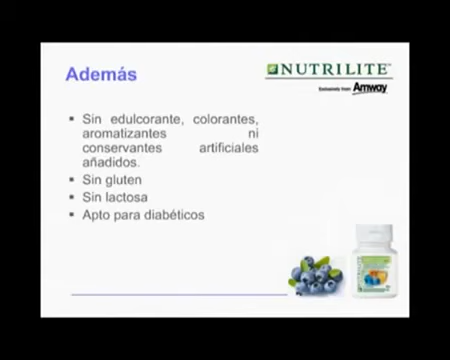 Además
NUTRILITE™
Exclusively from Amway
▪ Sin edulcorante, colorantes,
aromatizantes ni
conservantes artificiales
añadidos.
▪ Sin gluten
▪ Sin lactosa
▪ Apto para diabéticos